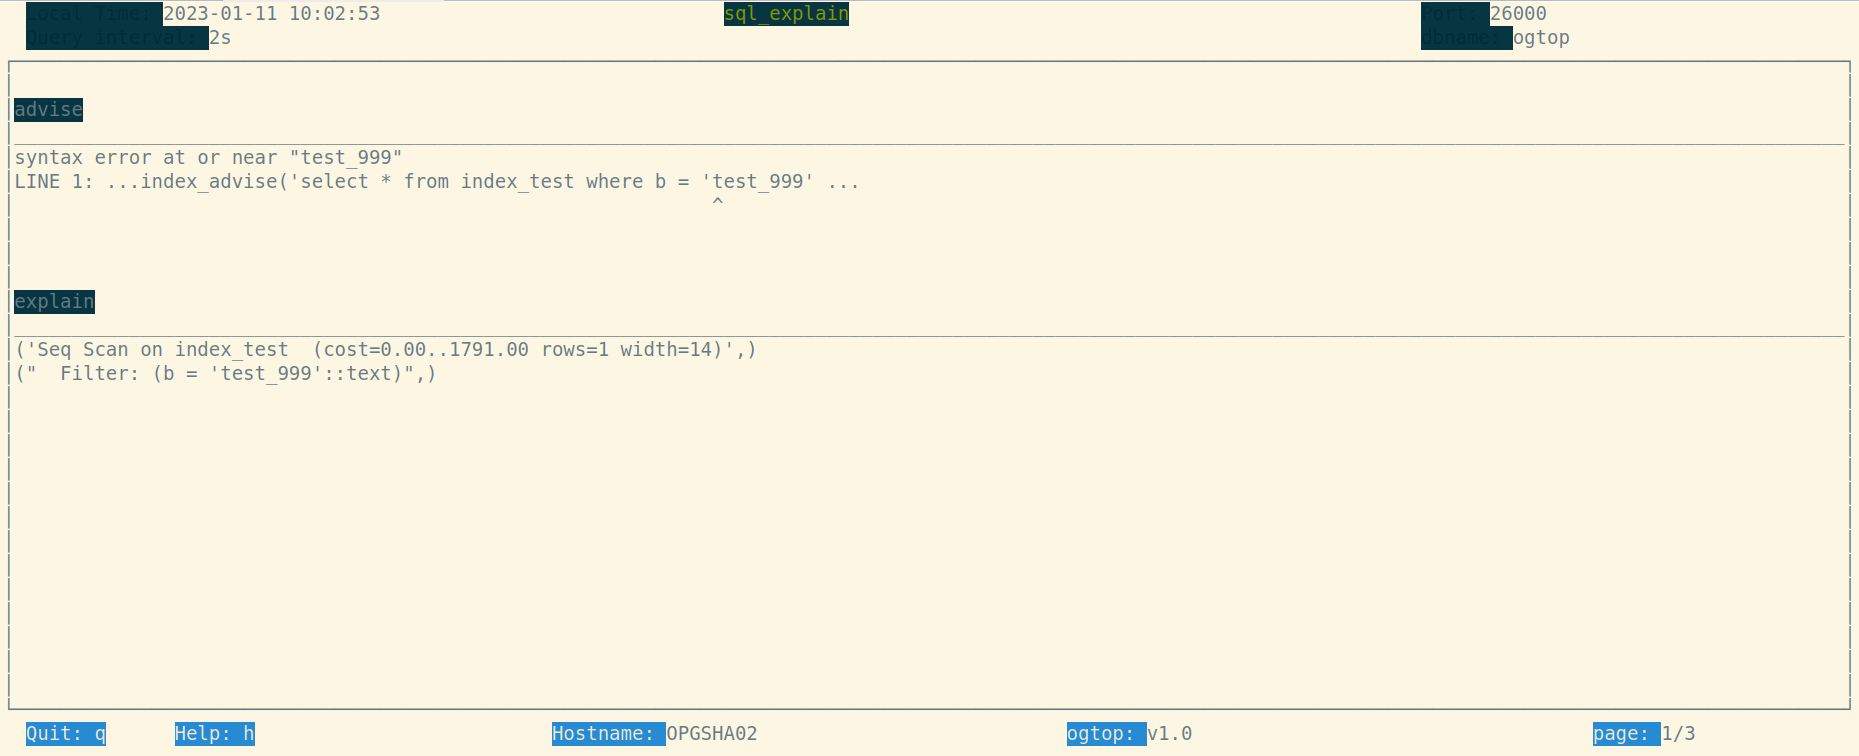 Local Time: 2023-01-11 10:02:53 sql_explain Port: 26000
Query interval: 2s dbname: ogtop
advise
syntax error at or near "test_999"
LINE 1: ...index_advise('select * from index_test where b = 'test_999' ...
^
explain
('Seq Scan on index_test  (cost=0.00..1791.00 rows=1 width=14)',)
("  Filter: (b = 'test_999'::text)",)
Quit: q Help: h Hostname: OPGSHA02 ogtop: v1.0 page: 1/3